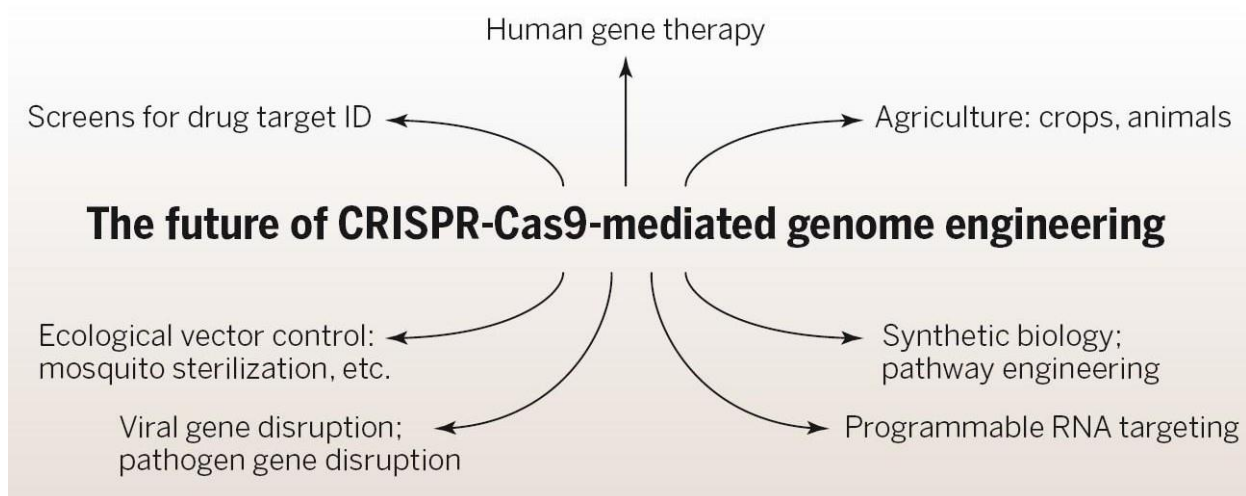 Human gene therapy
Screens for drug target ID
Agriculture: crops, animals
The future of CRISPR-Cas9-mediated genome engineering
Ecological vector control:
mosquito sterilization, etc.
Synthetic biology;
pathway engineering
Viral gene disruption;
pathogen gene disruption
Programmable RNA targeting